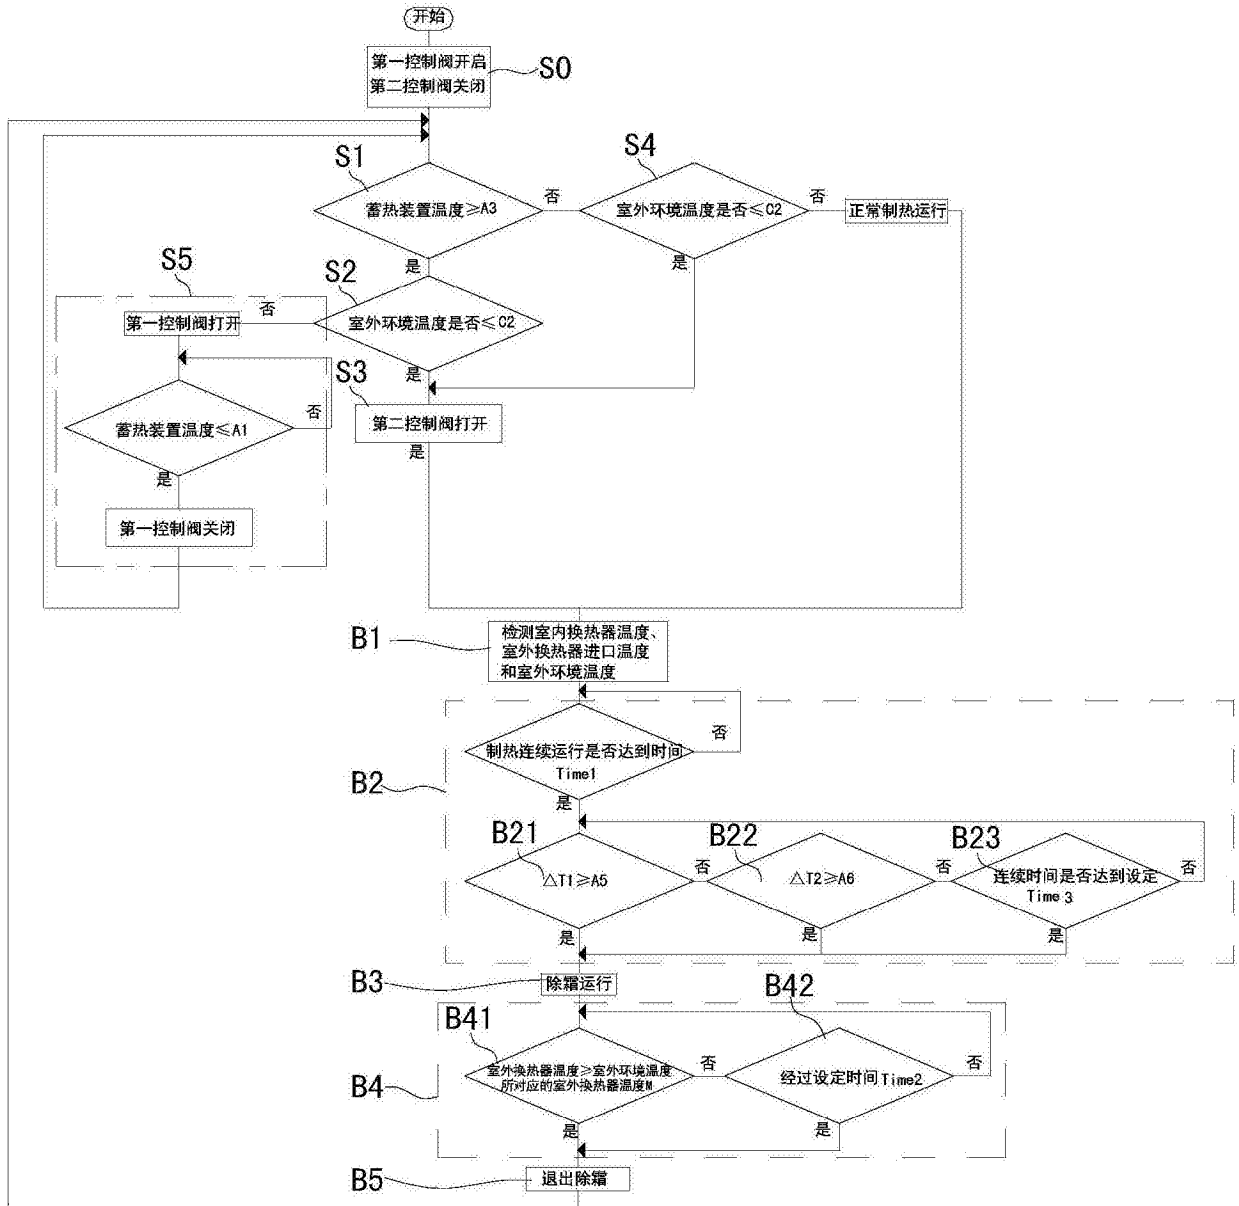 开始
第一控制阀开启
第二控制阀关闭
S0
S1
蓄热装置温度≥A3
否
S4
室外环境温度是否≤C2
否
正常制热运行
是
是
S5
S2
室外环境温度是否≤C2
否
第一控制阀打开
是
S3
第二控制阀打开
是
蓄热装置温度≤A1
否
是
第一控制阀关闭
B1
检测室内换热器温度、
室外换热器进口温度
和室外环境温度
B2
制热连续运行是否达到时间
Time1
否
是
B21
△T1≥A5
否
B22
△T2≥A6
否
B23
连续时间是否达到设定
Time 3
否
是
是
是
B3
除霜运行
B4
B41
室外换热器温度≥室外环境温度
所对应的室外换热器温度M
否
B42
经过设定时间Time2
否
是
是
B5
退出除霜